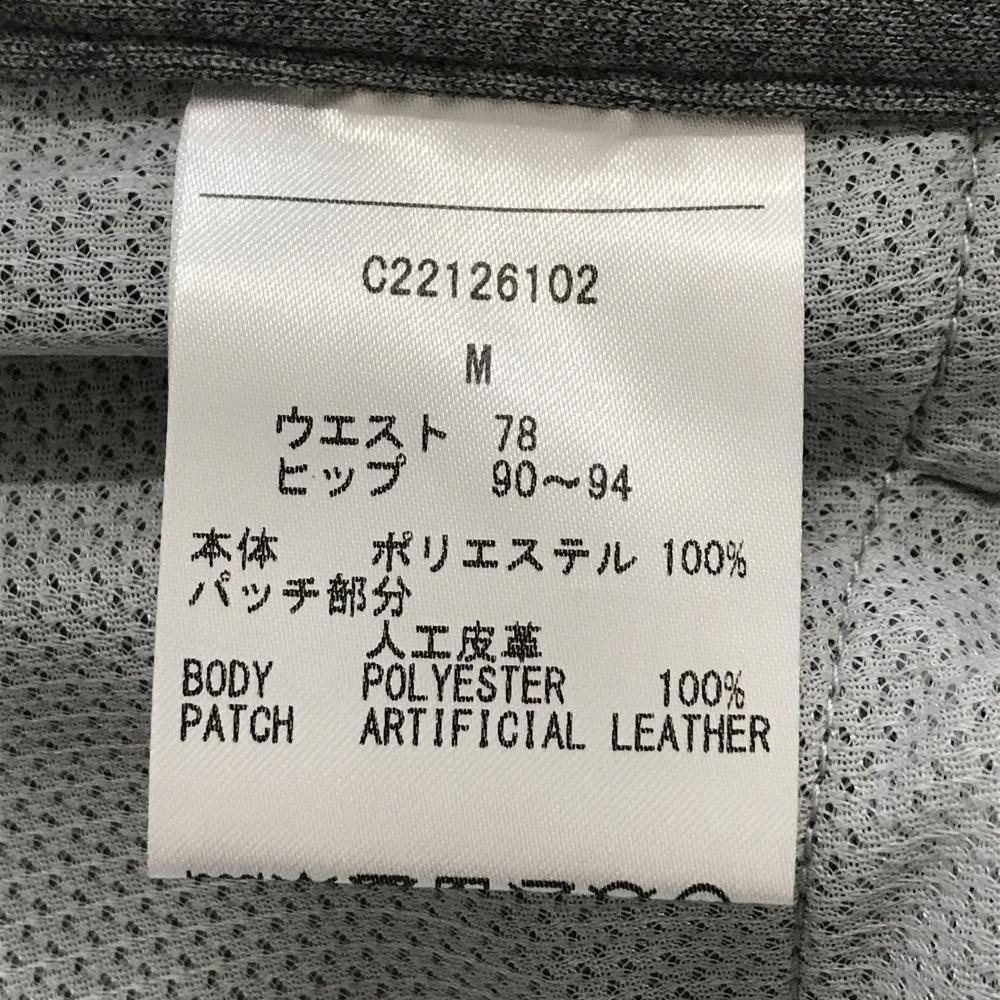 C22126102
M
ウエスト 78
ヒップ 90～94
本体 ポリエステル 100%
パッチ部分
人工皮革
BODY POLYESTER 100%
PATCH ARTIFICIAL LEATHER